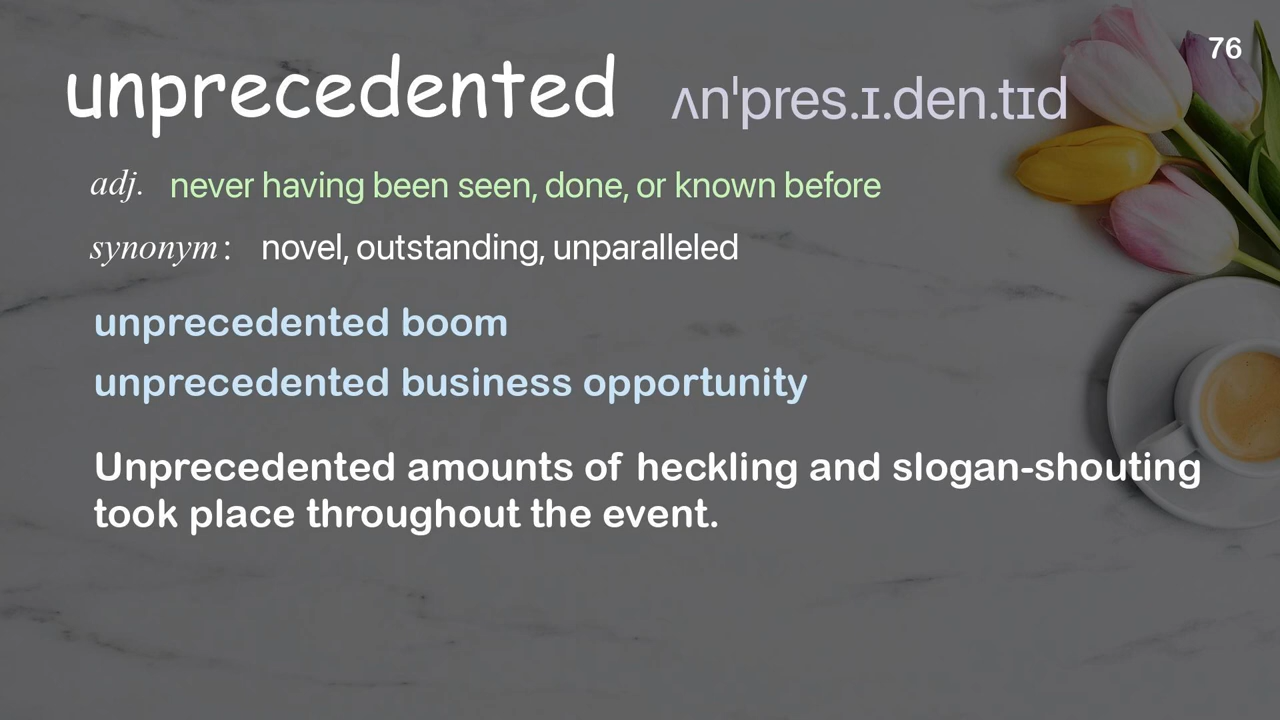 76
unprecedented ʌnˈpres.ɪ.den.tɪd
adj. never having been seen, done, or known before
synonym: novel, outstanding, unparalleled
unprecedented boom
unprecedented business opportunity
Unprecedented amounts of heckling and slogan-shouting
took place throughout the event.